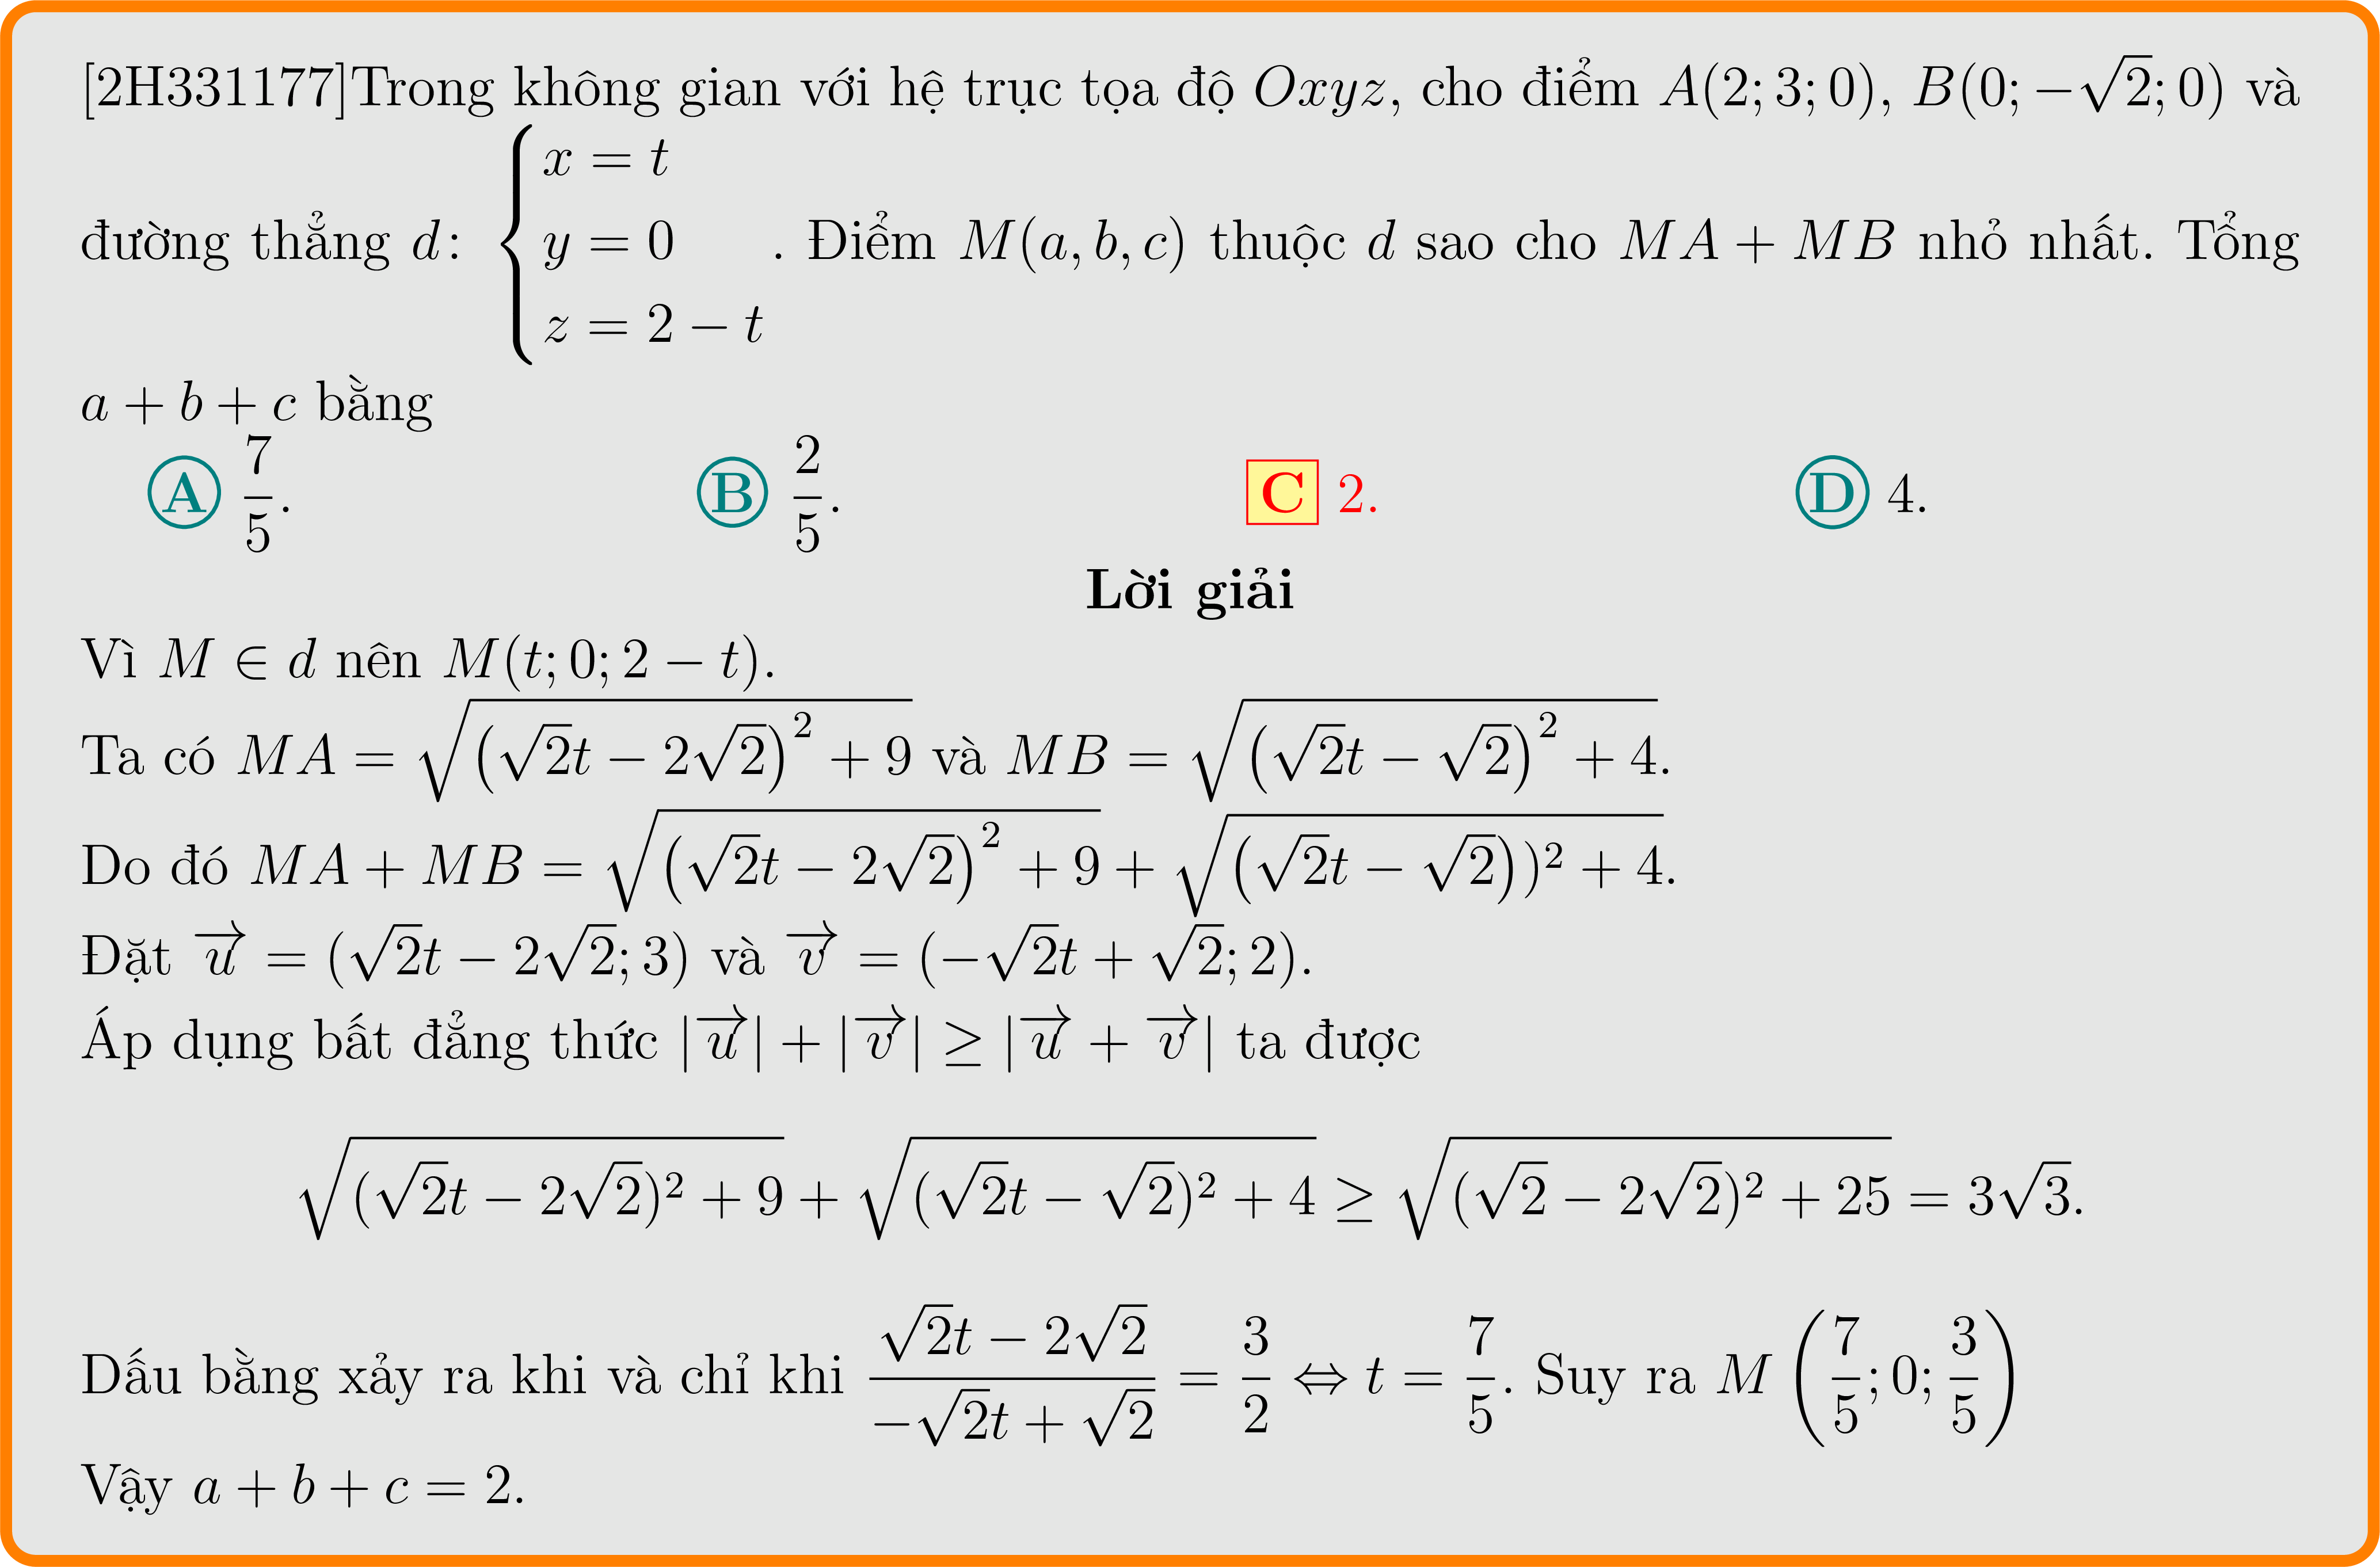 [2H331177]Trong không gian với hệ trục tọa độ $Oxyz$, cho điểm $A(2;3;0)$, $B(0;-\sqrt{2};0)$ và
đường thẳng $d$: $\begin{cases} x = t \\ y = 0 \\ z = 2 - t \end{cases}$. Điểm $M(a,b,c)$ thuộc $d$ sao cho $MA + MB$ nhỏ nhất. Tổng
$a + b + c$ bằng
A $\dfrac{7}{5}$. B $\dfrac{2}{5}$. C 2. D 4.
Lời giải
Vì $M \in d$ nên $M(t;0;2-t)$.
Ta có $MA = \sqrt{\left(\sqrt{2}t - 2\sqrt{2}\right)^2 + 9}$ và $MB = \sqrt{\left(\sqrt{2}t - \sqrt{2}\right)^2 + 4}$.
Do đó $MA + MB = \sqrt{\left(\sqrt{2}t - 2\sqrt{2}\right)^2 + 9} + \sqrt{\left(\sqrt{2}t - \sqrt{2}\right))^2 + 4}$.
Đặt $\overrightarrow{u} = (\sqrt{2}t - 2\sqrt{2};3)$ và $\overrightarrow{v} = (-\sqrt{2}t + \sqrt{2};2)$.
Áp dụng bất đẳng thức $|\overrightarrow{u}| + |\overrightarrow{v}| \geq |\overrightarrow{u} + \overrightarrow{v}|$ ta được
$\sqrt{(\sqrt{2}t - 2\sqrt{2})^2 + 9} + \sqrt{(\sqrt{2}t - \sqrt{2})^2 + 4} \geq \sqrt{(\sqrt{2} - 2\sqrt{2})^2 + 25} = 3\sqrt{3}.$
Dấu bằng xảy ra khi và chỉ khi $\dfrac{\sqrt{2}t - 2\sqrt{2}}{-\sqrt{2}t + \sqrt{2}} = \dfrac{3}{2} \Leftrightarrow t = \dfrac{7}{5}$. Suy ra $M\left(\dfrac{7}{5};0;\dfrac{3}{5}\right)$
Vậy $a + b + c = 2$.